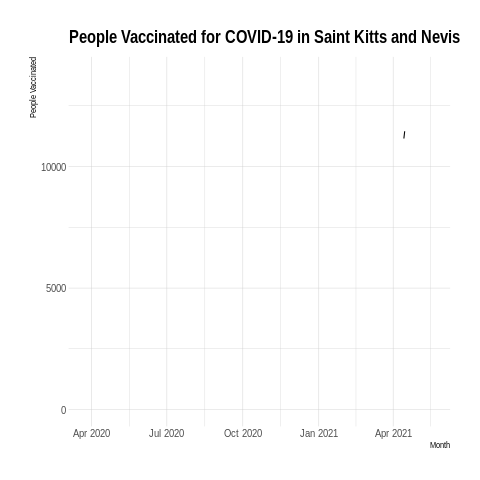 People Vaccinated for COVID-19 in Saint Kitts and Nevis
People Vaccinated
10000
5000
0
Apr 2020 Jul 2020 Oct 2020 Jan 2021 Apr 2021
Month